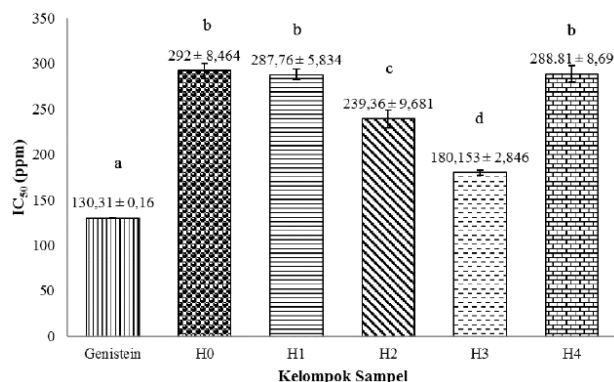 350
300
250
200
150
100
50
0
IC50 (ppm)
a
130,31 ± 0,16
b
292 ± 8,464
b
287,76 ± 5,834
c
239,36 ± 9,681
d
180,153 ± 2,846
b
288.81 ± 8,69
Genistein H0 H1 H2 H3 H4
Kelompok Sampel